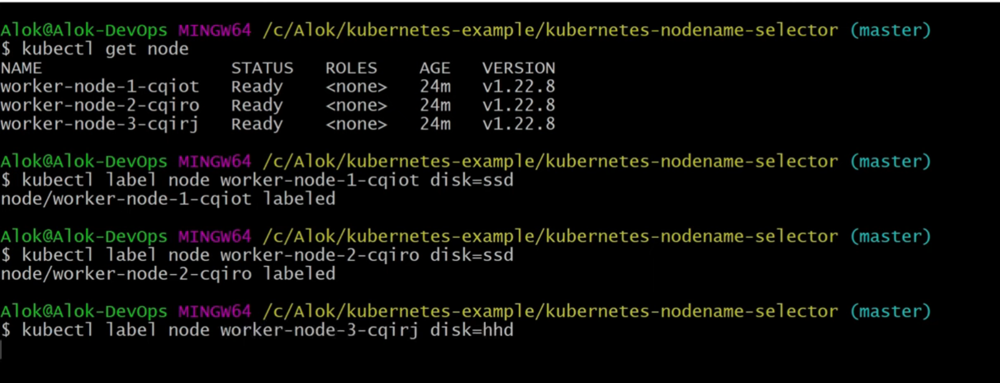 Alok@Alok-DevOps MINGW64 /c/Alok/kubernetes-example/kubernetes-nodename-selector (master)
$ kubectl get node
NAME                  STATUS   ROLES    AGE   VERSION
worker-node-1-cqiot   Ready    <none>   24m   v1.22.8
worker-node-2-cqiro   Ready    <none>   24m   v1.22.8
worker-node-3-cqirj   Ready    <none>   24m   v1.22.8
Alok@Alok-DevOps MINGW64 /c/Alok/kubernetes-example/kubernetes-nodename-selector (master)
$ kubectl label node worker-node-1-cqiot disk=ssd
node/worker-node-1-cqiot labeled
Alok@Alok-DevOps MINGW64 /c/Alok/kubernetes-example/kubernetes-nodename-selector (master)
$ kubectl label node worker-node-2-cqiro disk=ssd
node/worker-node-2-cqiro labeled
Alok@Alok-DevOps MINGW64 /c/Alok/kubernetes-example/kubernetes-nodename-selector (master)
$ kubectl label node worker-node-3-cqirj disk=hhd